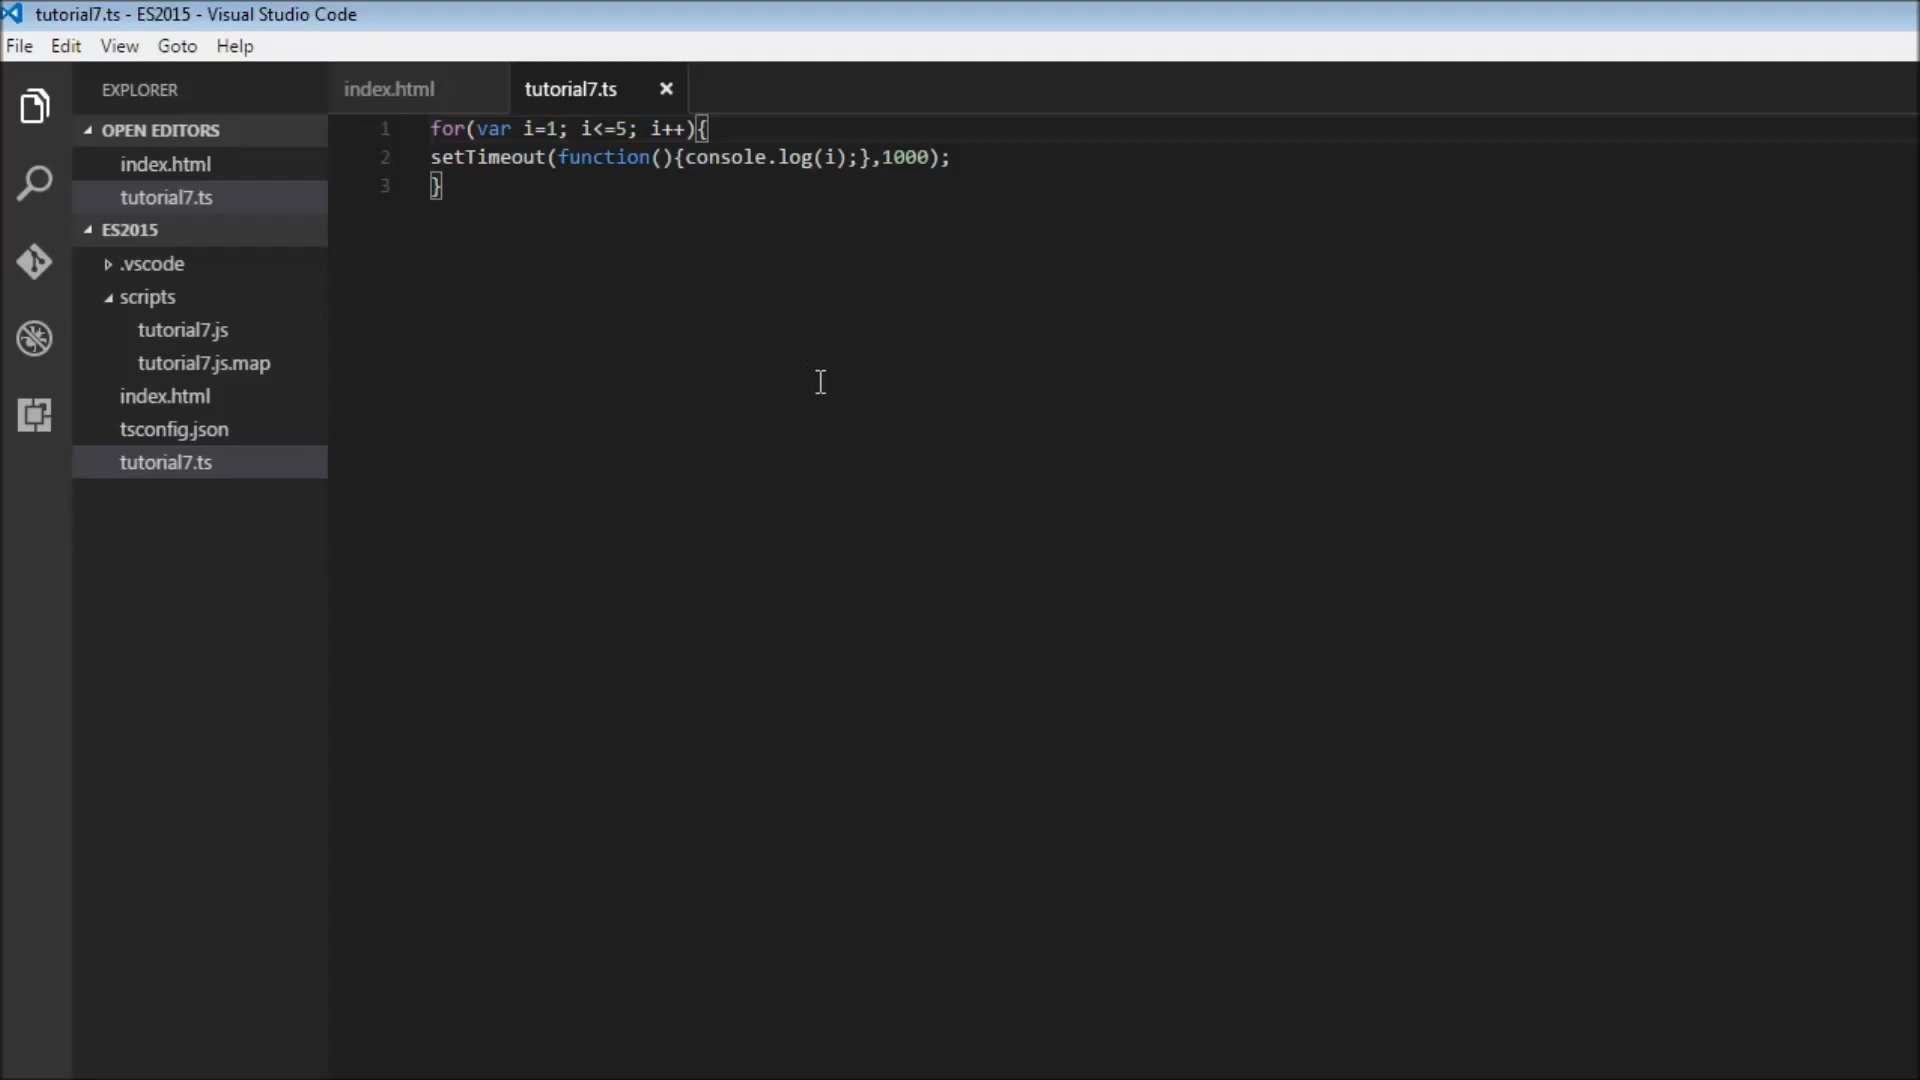 tutorial7.ts - ES2015 - Visual Studio Code
File Edit View Goto Help
EXPLORER
OPEN EDITORS
index.html
tutorial7.ts
ES2015
.vscode
scripts
tutorial7.js
tutorial7.js.map
index.html
tsconfig.json
tutorial7.ts
index.html tutorial7.ts
1 for(var i=1; i<=5; i++){
2 setTimeout(function(){console.log(i);},1000);
3 }